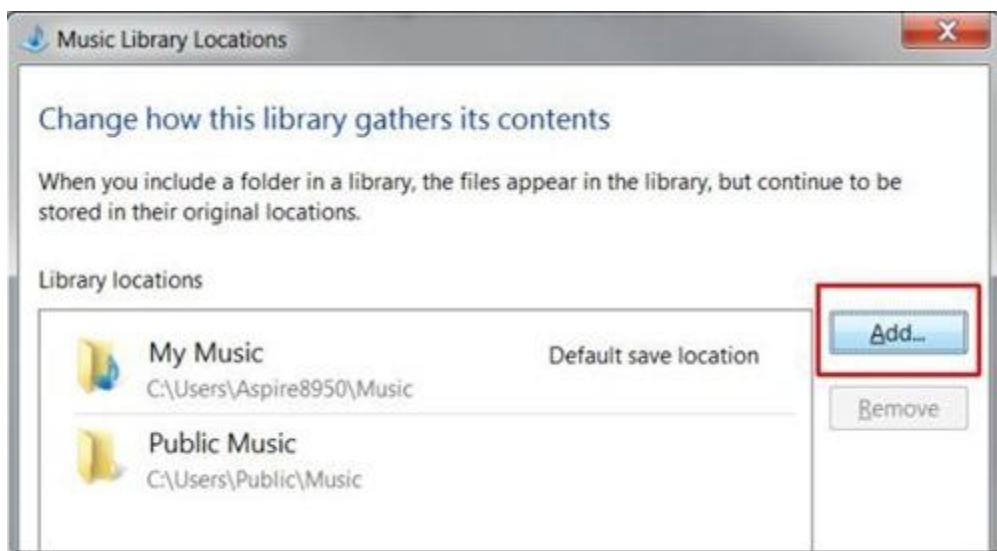 Music Library Locations
Change how this library gathers its contents
When you include a folder in a library, the files appear in the library, but continue to be
stored in their original locations.
Library locations
My Music
Default save location
C:\Users\Aspire8950\Music
Public Music
C:\Users\Public\Music
Add...
Remove